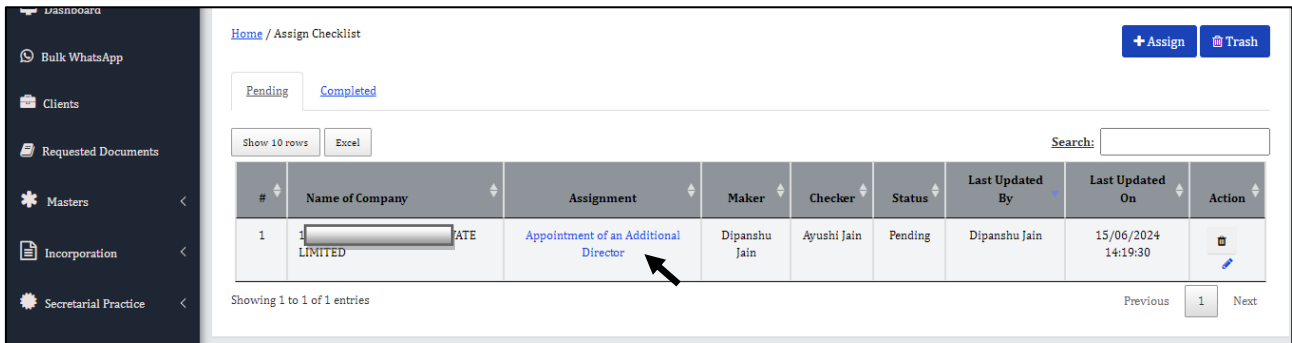 Dashboard
Bulk WhatsApp
Clients
Requested Documents
Masters
Incorporation
Secretarial Practice
Home / Assign Checklist
+ Assign
Trash
Pending
Completed
Show 10 rows
Excel
Search:
# Name of Company Assignment Maker Checker Status Last Updated By Last Updated On Action
1 1 ATE LIMITED Appointment of an Additional Director Dipanshu Jain Ayushi Jain Pending Dipanshu Jain 15/06/2024 14:19:30
Showing 1 to 1 of 1 entries
Previous 1 Next